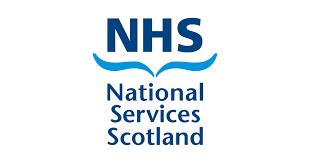 NHS
National
Services
Scotland